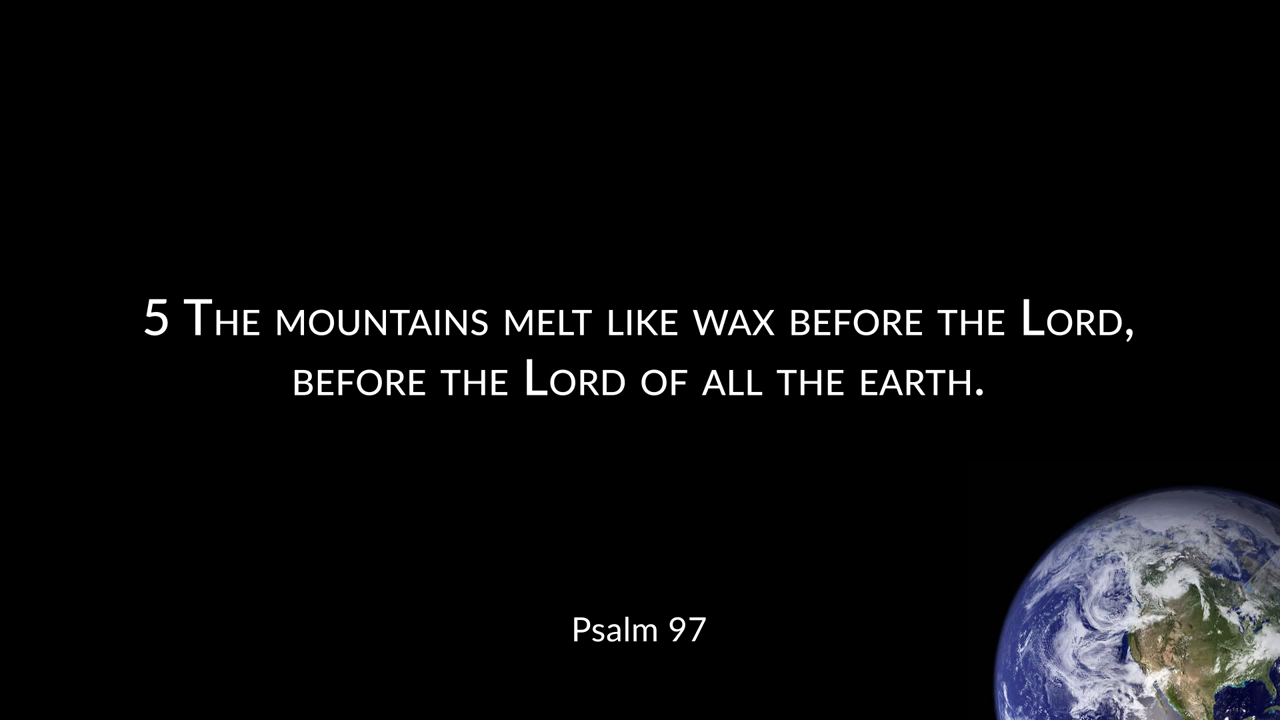 5 The mountains melt like wax before the Lord,
before the Lord of all the earth.
Psalm 97